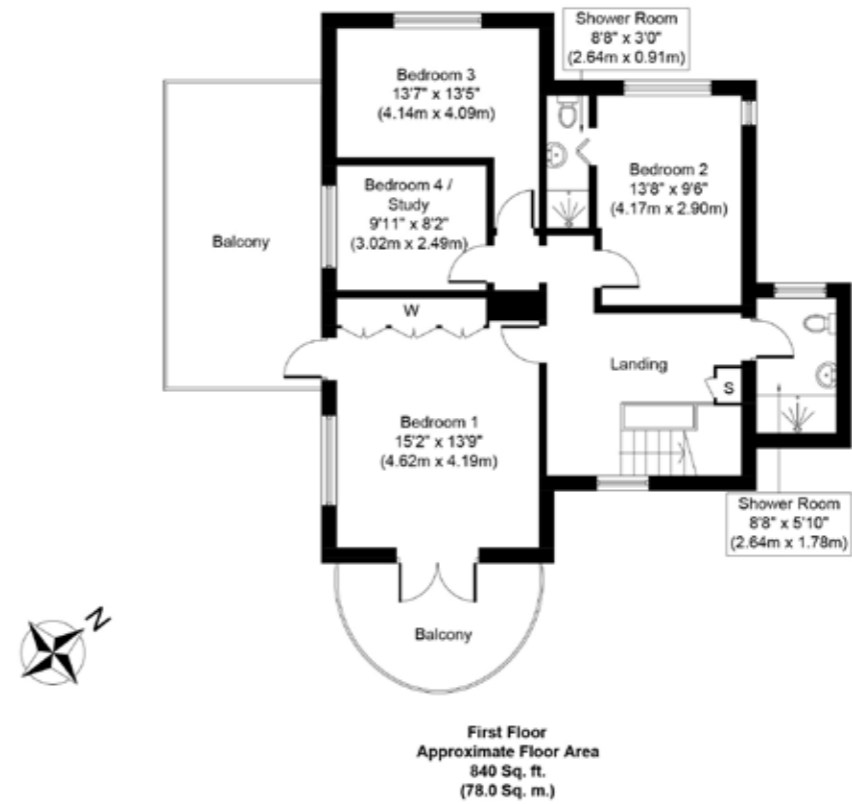 Shower Room
8'8" x 3'0"
(2.64m x 0.91m)
Bedroom 3
13'7" x 13'5"
(4.14m x 4.09m)
Bedroom 2
13'8" x 9'6"
(4.17m x 2.90m)
Bedroom 4 /
Study
9'11" x 8'2"
(3.02m x 2.49m)
Balcony
W
Landing
S
Bedroom 1
15'2" x 13'9"
(4.62m x 4.19m)
Shower Room
8'8" x 5'10"
(2.64m x 1.78m)
N
Balcony
First Floor
Approximate Floor Area
840 Sq. ft.
(78.0 Sq. m.)